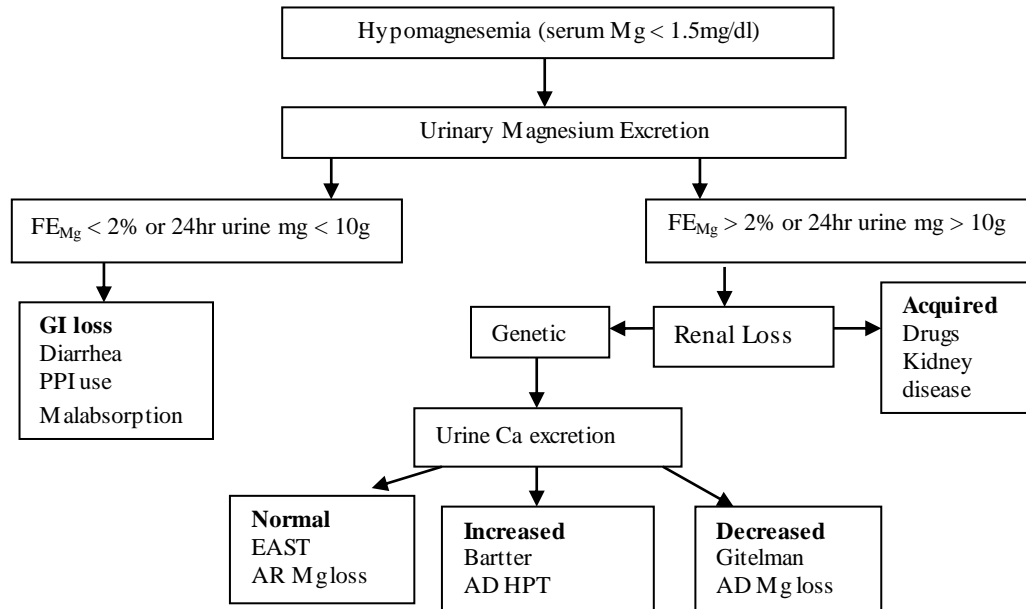 Hypomagnesemia (serum Mg < 1.5mg/dl)
Urinary Magnesium Excretion
FEMg < 2% or 24hr urine mg < 10g
FEMg > 2% or 24hr urine mg > 10g
GI loss
Diarrhea
PPI use
Malabsorption
Genetic
Renal Loss
Acquired
Drugs
Kidney
disease
Urine Ca excretion
Normal
EAST
AR Mg loss
Increased
Bartter
AD HPT
Decreased
Gitelman
AD Mg loss